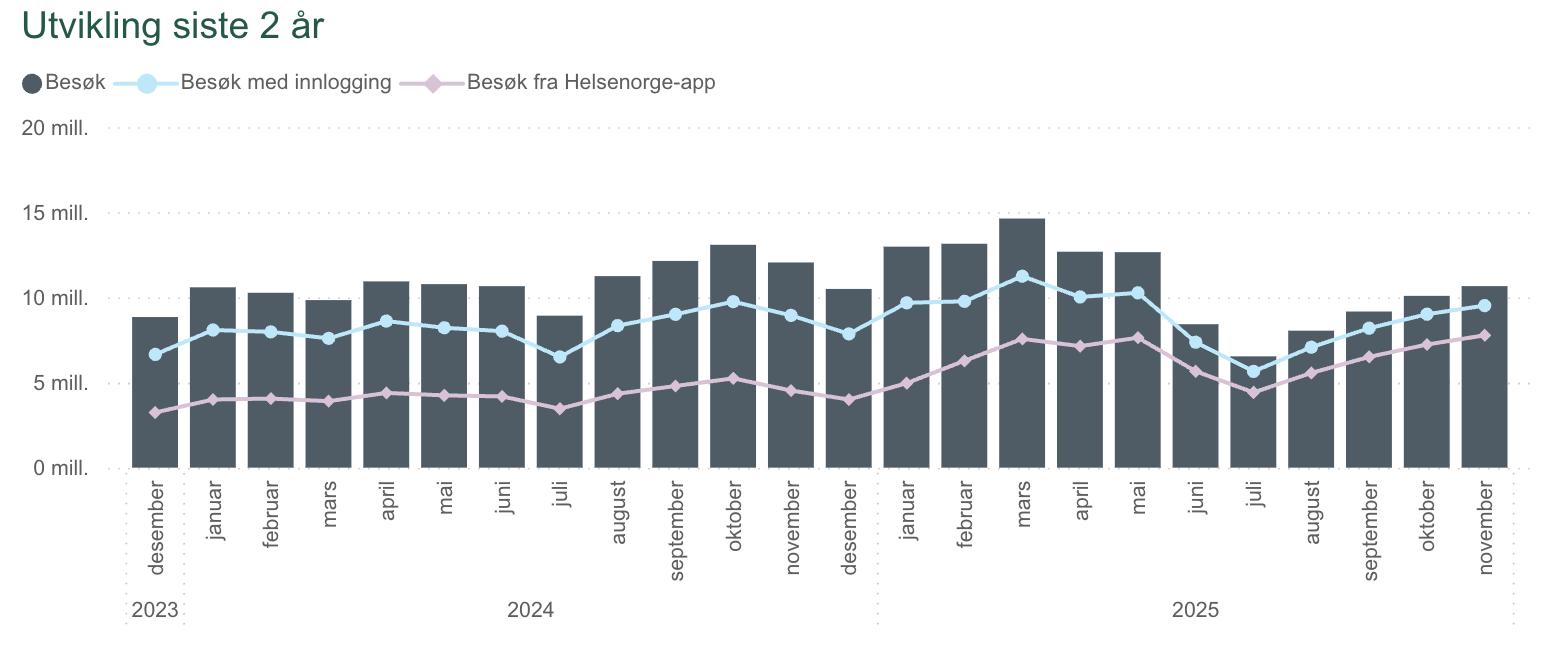 Utvikling siste 2 år
Besøk Besøk med innlogging Besøk fra Helsenorge-app
20 mill.
15 mill.
10 mill.
5 mill.
0 mill.
desember januar februar mars april mai juni juli august september oktober november desember januar februar mars april mai juni juli august september oktober november
2023 2024 2025